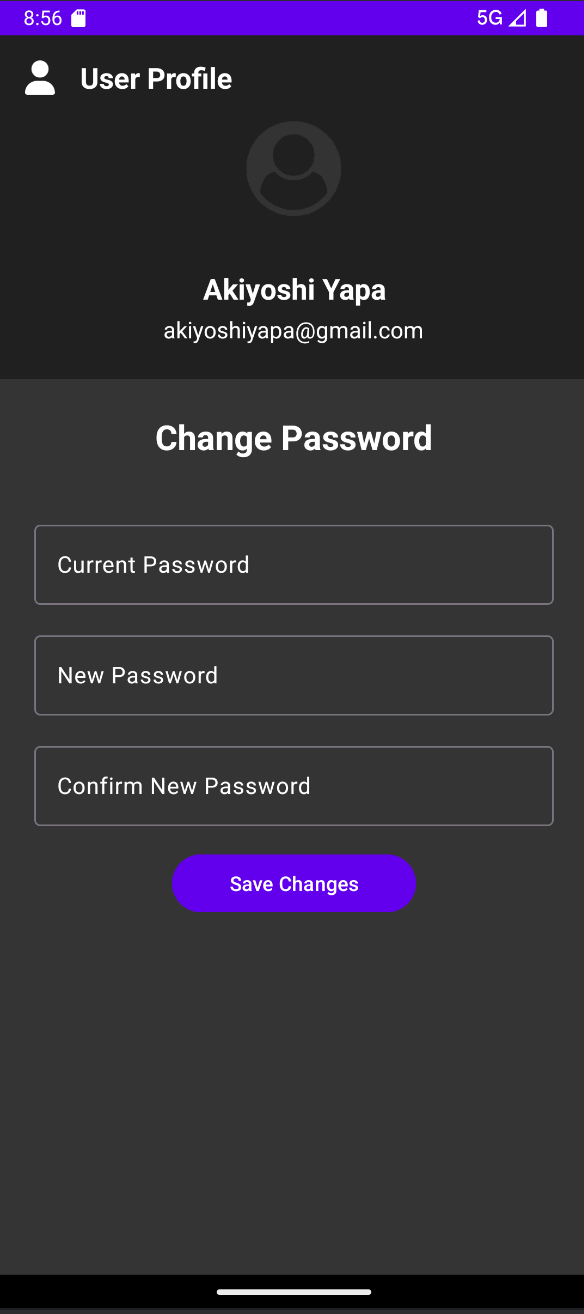 8:56 5G
User Profile
Akiyoshi Yapa
akiyoshiyapa@gmail.com
Change Password
Current Password
New Password
Confirm New Password
Save Changes